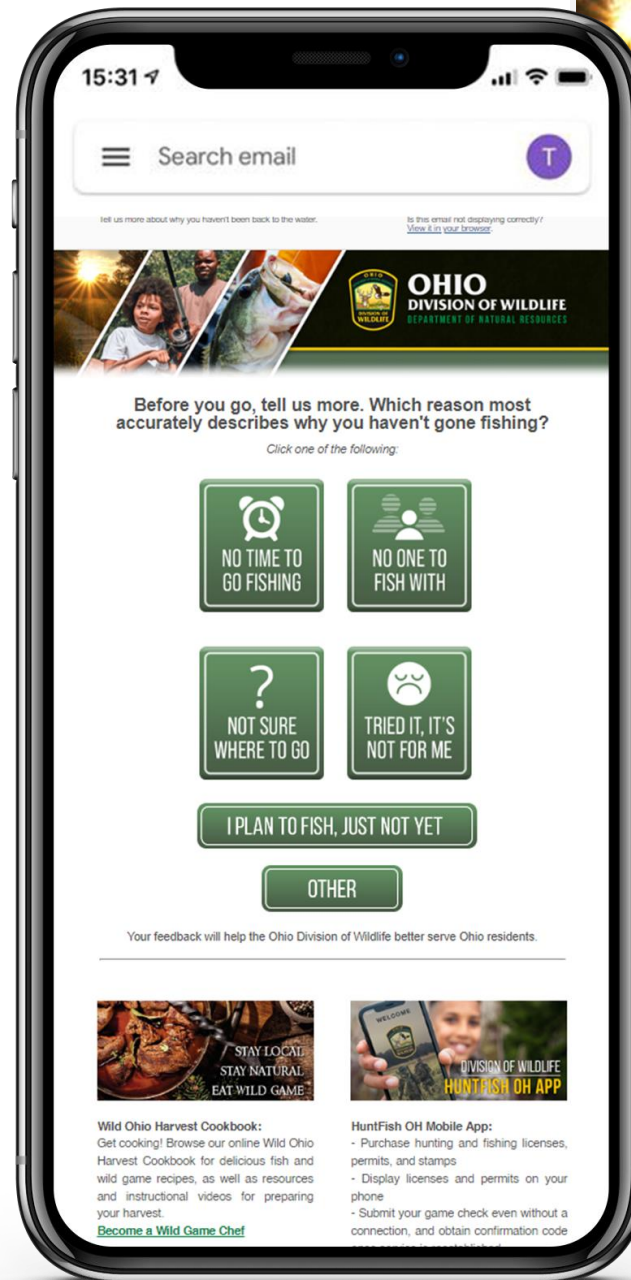 15:31
Search email
T
Tell us more about why you haven't been back to the water.
Is this email not displaying correctly?
View it in your browser.
OHIO
DIVISION OF WILDLIFE
OHIO
DIVISION OF WILDLIFE
DEPARTMENT OF NATURAL RESOURCES
Before you go, tell us more. Which reason most
accurately describes why you haven't gone fishing?
Click one of the following:
NO TIME TO
GO FISHING
NO ONE TO
FISH WITH
?
NOT SURE
WHERE TO GO
TRIED IT, IT'S
NOT FOR ME
I PLAN TO FISH, JUST NOT YET
OTHER
Your feedback will help the Ohio Division of Wildlife better serve Ohio residents.
STAY LOCAL
STAY NATURAL
EAT WILD GAME
Wild Ohio Harvest Cookbook:
Get cooking! Browse our online Wild Ohio
Harvest Cookbook for delicious fish and
wild game recipes, as well as resources
and instructional videos for preparing
your harvest.
Become a Wild Game Chef
WELCOME
DIVISION OF WILDLIFE
HUNTFISH OH APP
HuntFish OH Mobile App:
- Purchase hunting and fishing licenses,
permits, and stamps
- Display licenses and permits on your
phone
- Submit your game check even without a
connection, and obtain confirmation code